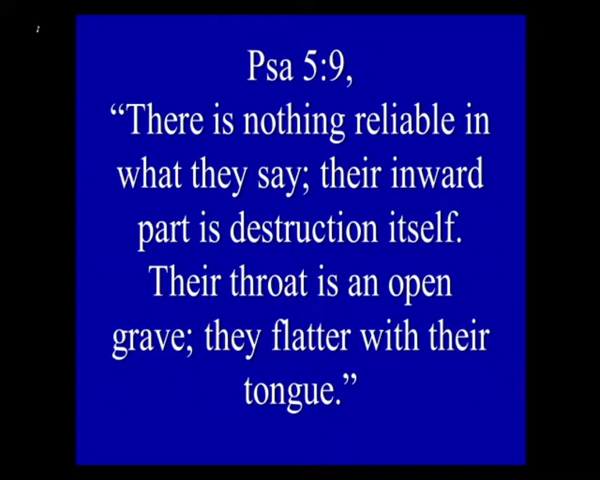 Psa 5:9,
“There is nothing reliable in
what they say; their inward
part is destruction itself.
Their throat is an open
grave; they flatter with their
tongue.”